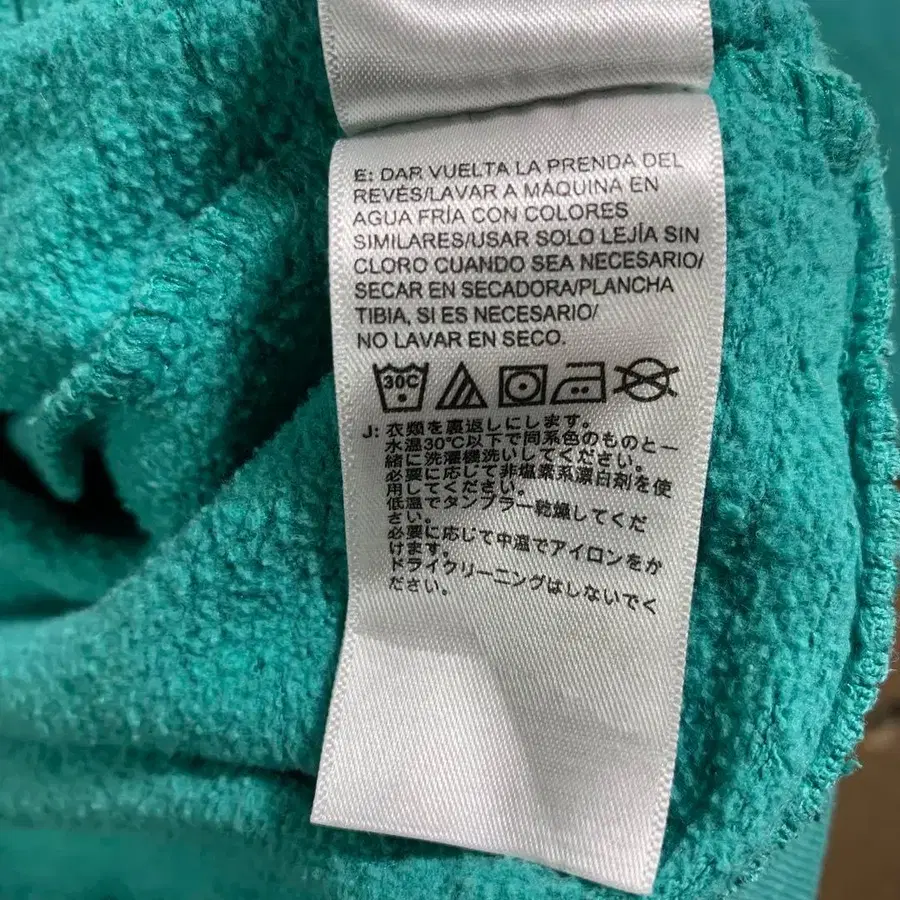 E: DAR VUELTA LA PRENDA DEL
REVÉS/LAVAR A MÁQUINA EN
AGUA FRÍA CON COLORES
SIMILARES/USAR SOLO LEJÍA SIN
CLORO CUANDO SEA NECESARIO/
SECAR EN SECADORA/PLANCHA
TIBIA, SI ES NECESARIO/
NO LAVAR EN SECO.
30C
J: 衣類を裏返しにします。
水温30℃以下で同系色のものと一
緒に洗濯機洗いしてください。
必要に応じて非塩素系漂白剤を使
用してください。
低温でタンブラー乾燥してくだ
さい。
必要に応じて中温でアイロンをか
けます。
ドライクリーニングはしないでく
ださい。